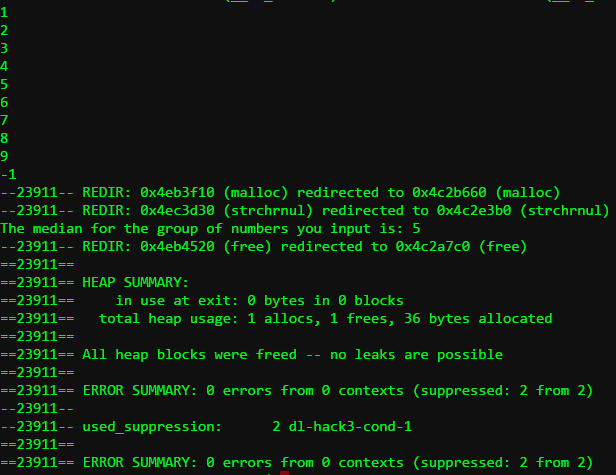 1
2
3
4
5
6
7
8
9
-1
--23911-- REDIR: 0x4eb3f10 (malloc) redirected to 0x4c2b660 (malloc)
--23911-- REDIR: 0x4ec3d30 (strchrnul) redirected to 0x4c2e3b0 (strchrnul)
The median for the group of numbers you input is: 5
--23911-- REDIR: 0x4eb4520 (free) redirected to 0x4c2a7c0 (free)
==23911==
==23911== HEAP SUMMARY:
==23911==     in use at exit: 0 bytes in 0 blocks
==23911==   total heap usage: 1 allocs, 1 frees, 36 bytes allocated
==23911==
==23911== All heap blocks were freed -- no leaks are possible
==23911==
==23911== ERROR SUMMARY: 0 errors from 0 contexts (suppressed: 2 from 2)
--23911--
--23911-- used_suppression:      2 dl-hack3-cond-1
==23911==
==23911== ERROR SUMMARY: 0 errors from 0 contexts (suppressed: 2 from 2)